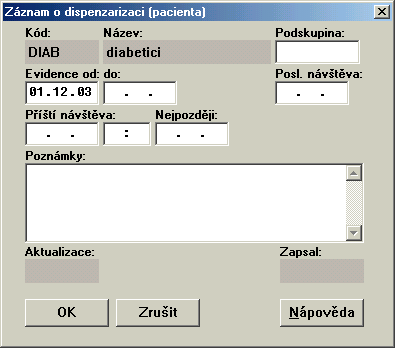 Záznam o dispenzarizaci (pacienta)
Kód: Název: Podskupina:
DIAB diabetici
Evidence od: do: Posl. návštěva:
01.12.03 . . . .
Příští návštěva: Nejpozději:
. . : . .
Poznámky:
Aktualizace: Zapsal:
OK Zrušit Nápověda